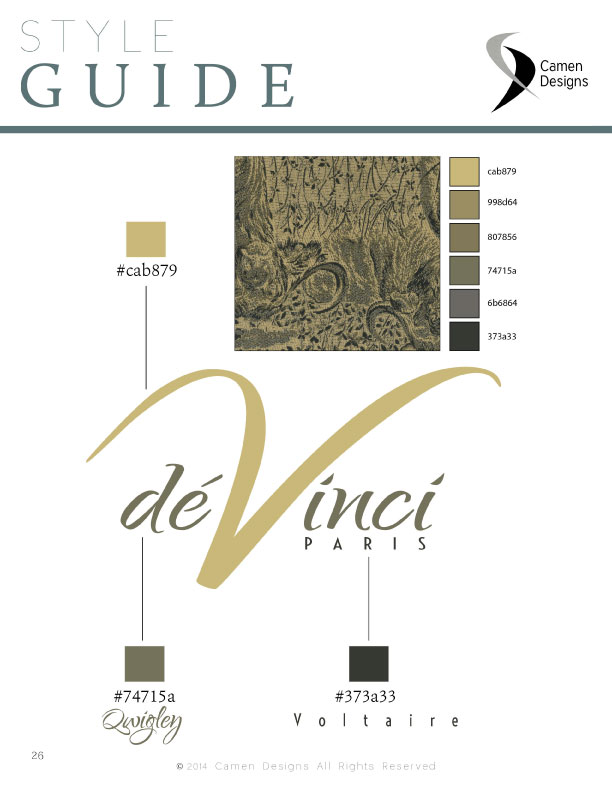 STYLE
GUIDE
Camen
Designs
cab879
998d64
807856
74715a
6b6864
373a33
#cab879
déVinci
PARIS
#74715a
Qwigley
#373a33
Voltaire
26
© 2014 Camen Designs All Rights Reserved